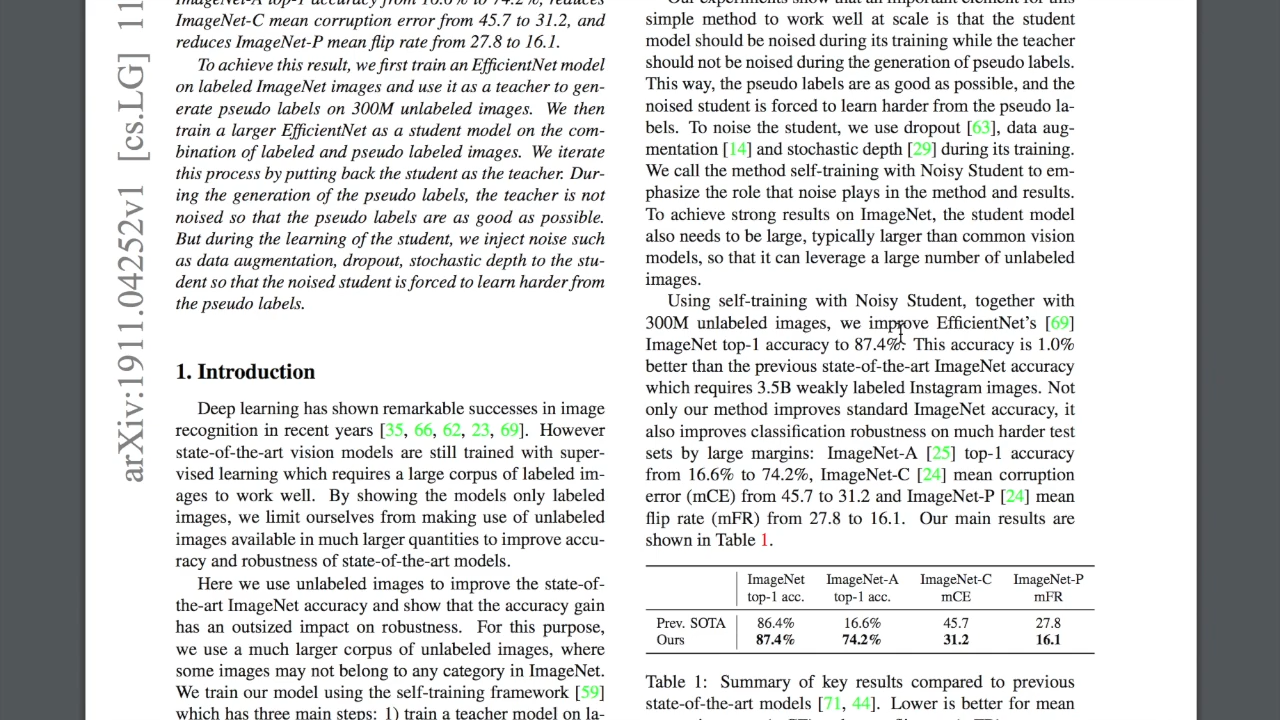 arXiv:1911.04252v1 [cs.LG] 11
ImageNet-A top-1 accuracy from 16.6% to 74.2%, reduces
ImageNet-C mean corruption error from 45.7 to 31.2, and
reduces ImageNet-P mean flip rate from 27.8 to 16.1.
To achieve this result, we first train an EfficientNet model
on labeled ImageNet images and use it as a teacher to gen-
erate pseudo labels on 300M unlabeled images. We then
train a larger EfficientNet as a student model on the com-
bination of labeled and pseudo labeled images. We iterate
this process by putting back the student as the teacher. Dur-
ing the generation of the pseudo labels, the teacher is not
noised so that the pseudo labels are as good as possible.
But during the learning of the student, we inject noise such
as data augmentation, dropout, stochastic depth to the stu-
dent so that the noised student is forced to learn harder from
the pseudo labels.
1. Introduction
Deep learning has shown remarkable successes in image
recognition in recent years [35, 66, 62, 23, 69]. However
state-of-the-art vision models are still trained with super-
vised learning which requires a large corpus of labeled im-
ages to work well. By showing the models only labeled
images, we limit ourselves from making use of unlabeled
images available in much larger quantities to improve accu-
racy and robustness of state-of-the-art models.
Here we use unlabeled images to improve the state-of-
the-art ImageNet accuracy and show that the accuracy gain
has an outsized impact on robustness. For this purpose,
we use a much larger corpus of unlabeled images, where
some images may not belong to any category in ImageNet.
We train our model using the self-training framework [59]
which has three main steps: 1) train a teacher model on la-
Our experiments show that an important element for this
simple method to work well at scale is that the student
model should be noised during its training while the teacher
should not be noised during the generation of pseudo labels.
This way, the pseudo labels are as good as possible, and the
noised student is forced to learn harder from the pseudo la-
bels. To noise the student, we use dropout [63], data aug-
mentation [14] and stochastic depth [29] during its training.
We call the method self-training with Noisy Student to em-
phasize the role that noise plays in the method and results.
To achieve strong results on ImageNet, the student model
also needs to be large, typically larger than common vision
models, so that it can leverage a large number of unlabeled
images.
Using self-training with Noisy Student, together with
300M unlabeled images, we improve EfficientNet's [69]
ImageNet top-1 accuracy to 87.4%. This accuracy is 1.0%
better than the previous state-of-the-art ImageNet accuracy
which requires 3.5B weakly labeled Instagram images. Not
only our method improves standard ImageNet accuracy, it
also improves classification robustness on much harder test
sets by large margins: ImageNet-A [25] top-1 accuracy
from 16.6% to 74.2%, ImageNet-C [24] mean corruption
error (mCE) from 45.7 to 31.2 and ImageNet-P [24] mean
flip rate (mFR) from 27.8 to 16.1. Our main results are
shown in Table 1.
ImageNet ImageNet-A ImageNet-C ImageNet-P
top-1 acc. top-1 acc. mCE mFR
Prev. SOTA 86.4% 16.6% 45.7 27.8
Ours 87.4% 74.2% 31.2 16.1
Table 1: Summary of key results compared to previous
state-of-the-art models [71, 44]. Lower is better for mean